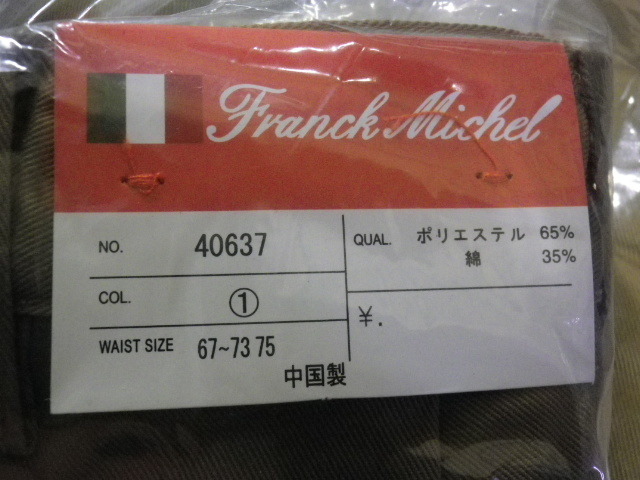 Franck Michel
NO. 40637
COL. ①
WAIST SIZE 67~73 75
QUAL. ポリエステル 65%
綿 35%
¥.
中国製